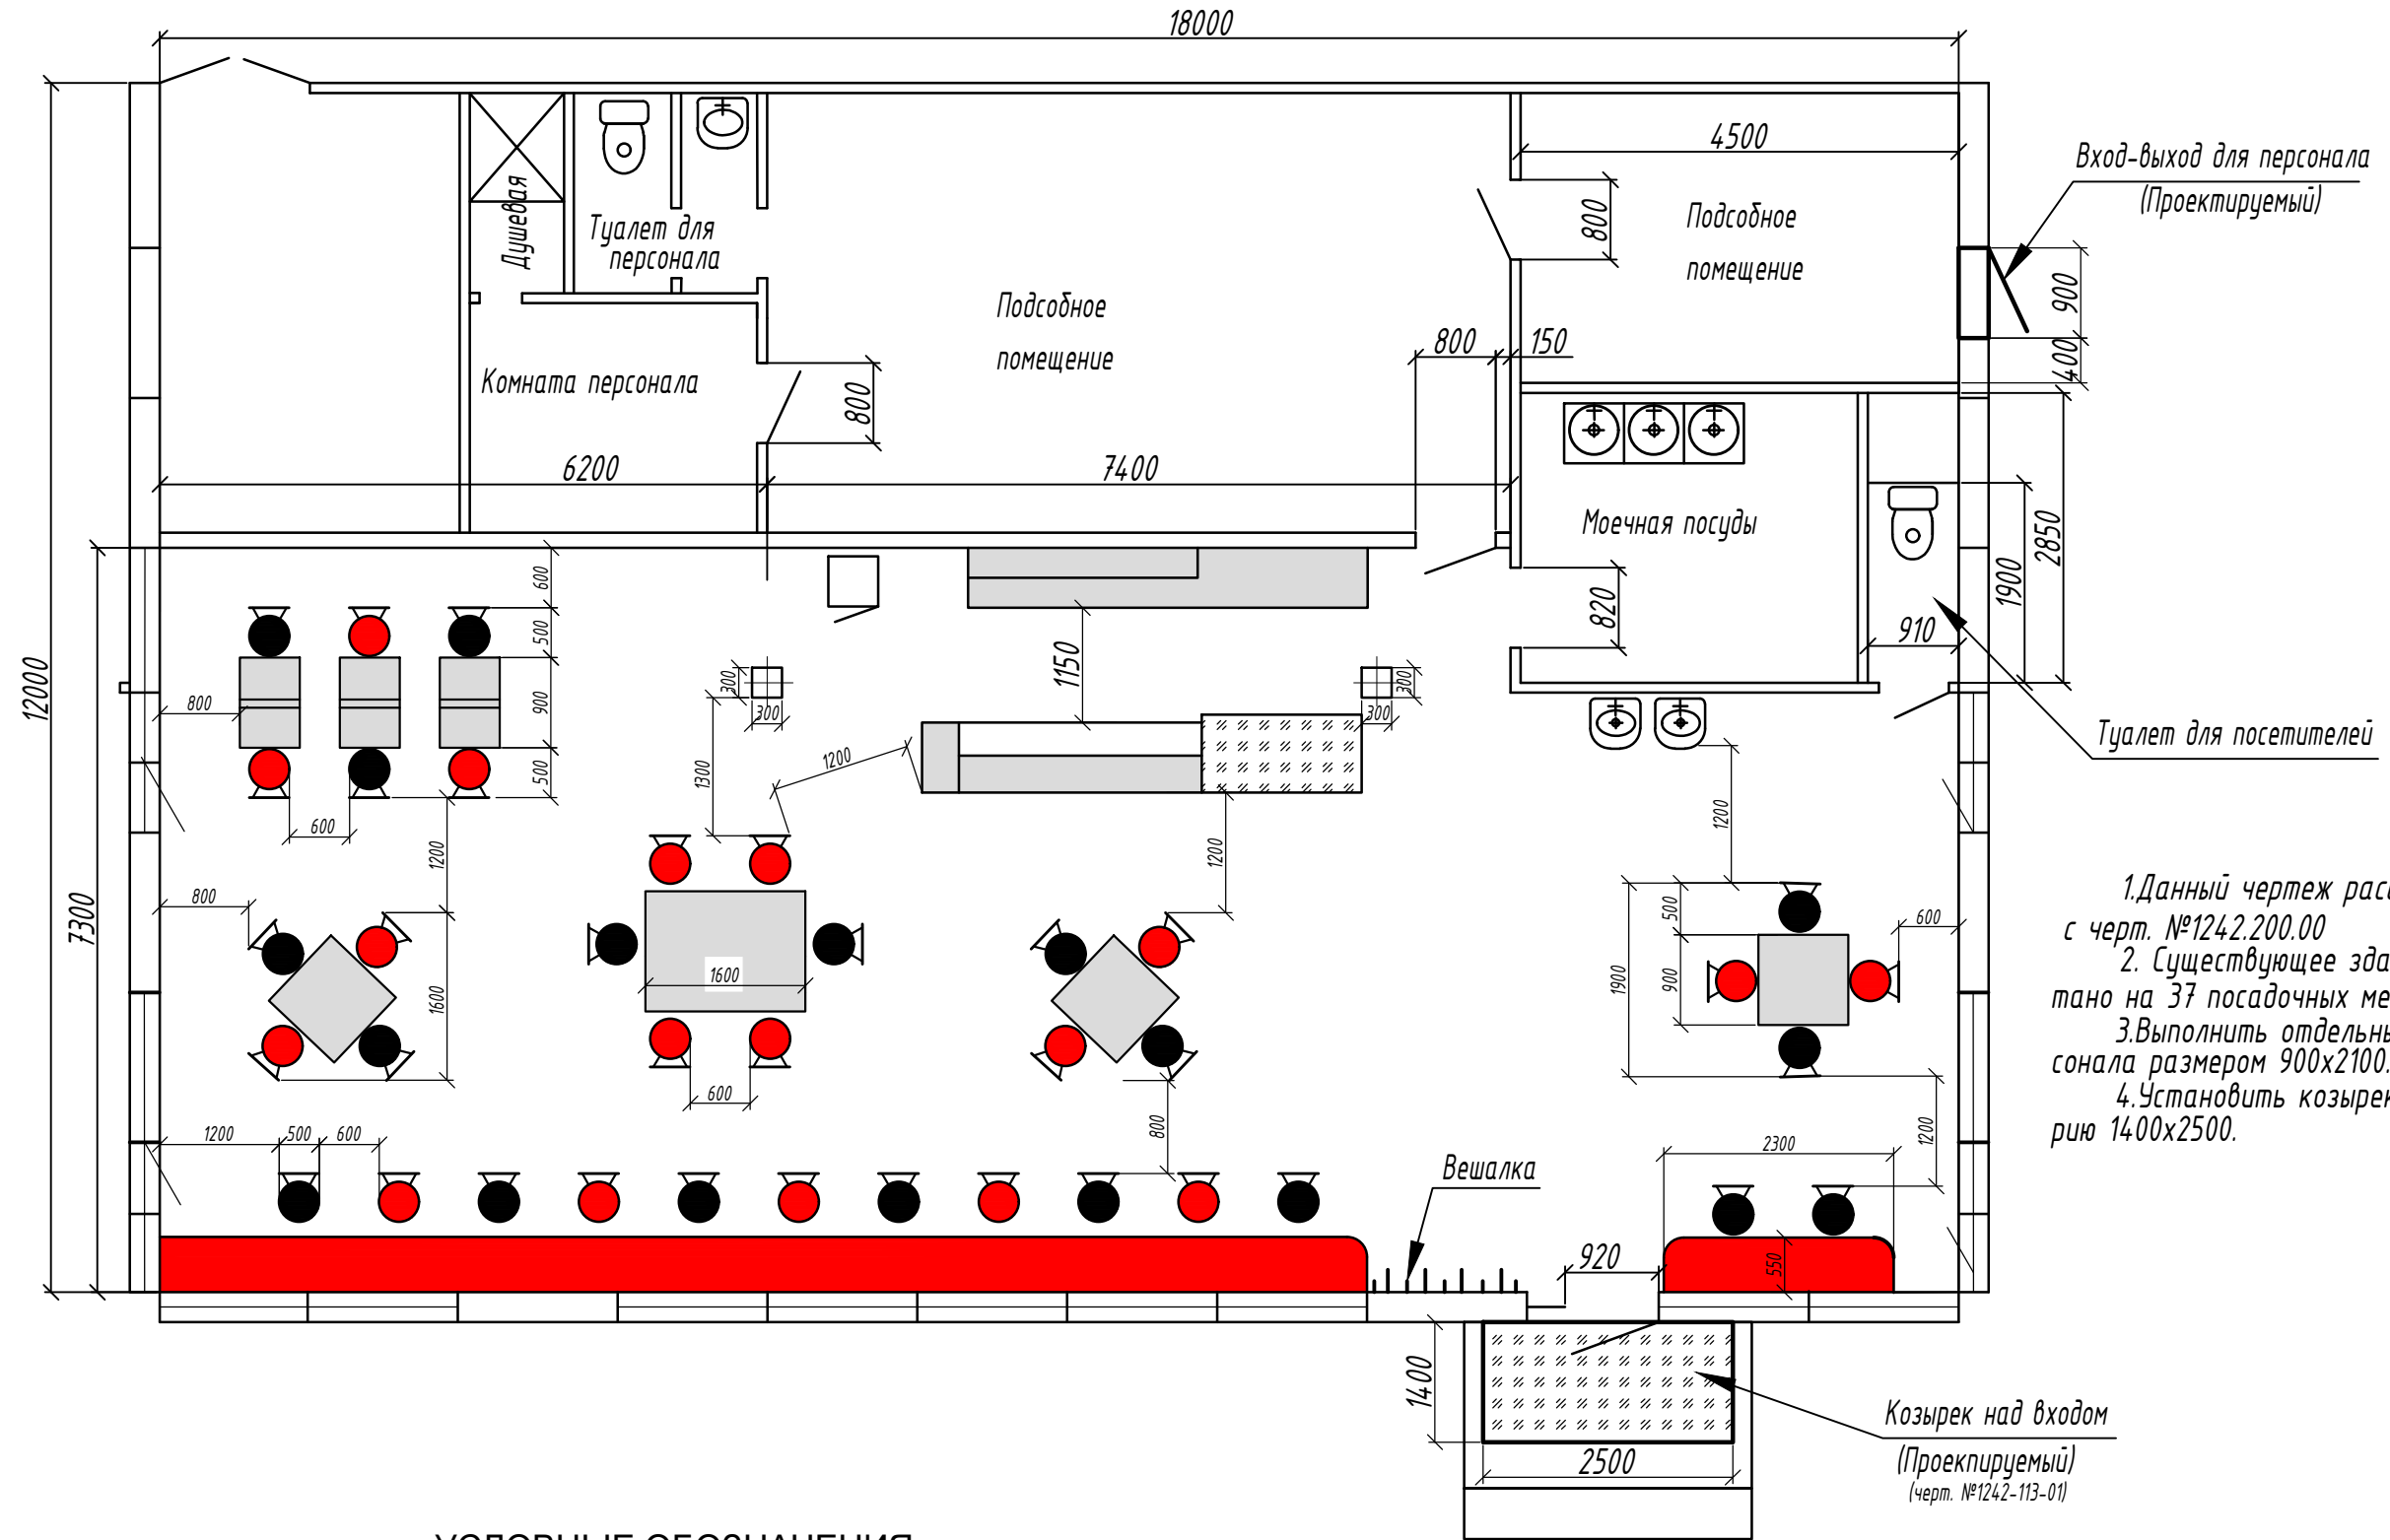 18000
4500
Вход-выход для персонала
(Проектируемый)
800
Подсобное
помещение
900
400
Душевая
Туалет для
персонала
Подсобное
помещение
800
150
Комната персонала
800
6200
7400
Моечная посуды
2850
1900
820
910
12000
7300
600
500
900
500
800
600
1150
300
300
300
300
1300
1200
1200
1200
Туалет для посетителей
1200
800
1600
1600
600
500
900
1900
600
1200
800
1200
500
600
2300
550
Вешалка
920
1400
2500
Козырек над входом
(Проекпируемый)
(черт. №1242-113-01)
1.Данный чертеж
с черт. №1242.200.00
2. Существующее
тано на 37 посадочных
3.Выполнить
сонала размером 900х2100.
4.Установить козырек
рию 1400х2500.
УСЛОВНЫЕ ОБОЗНАЧЕНИЯ